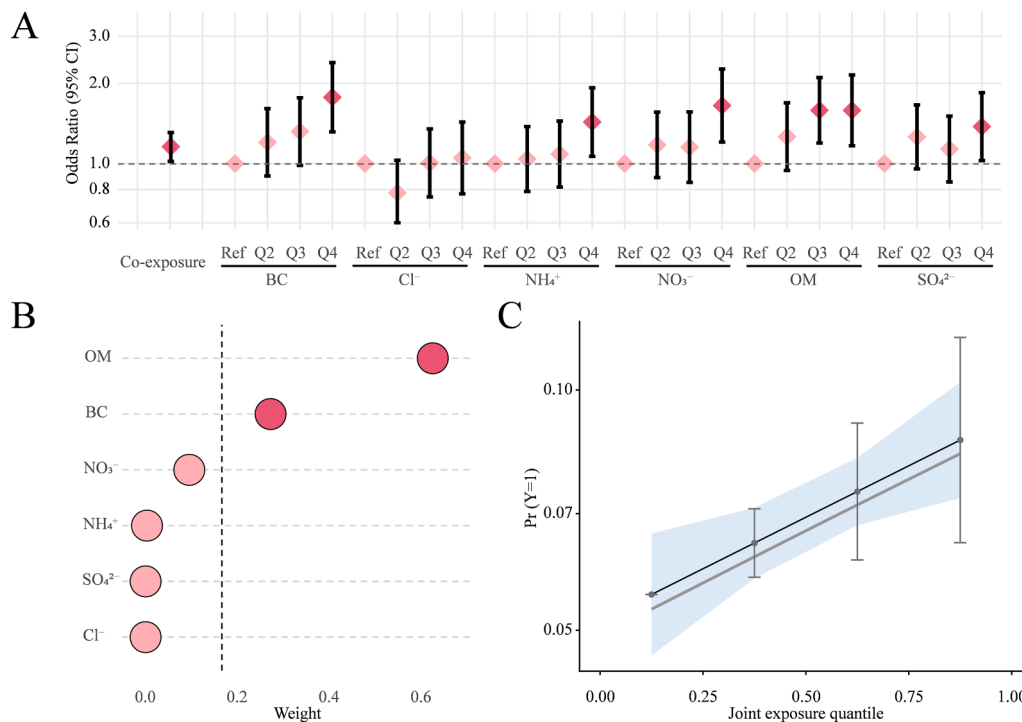 A
Odds Ratio (95% CI)
3.0
2.0
1.0
0.8
0.6
Co-exposure
Ref Q2 Q3 Q4 Ref Q2 Q3 Q4 Ref Q2 Q3 Q4 Ref Q2 Q3 Q4 Ref Q2 Q3 Q4 Ref Q2 Q3 Q4
BC Cl⁻ NH₄⁺ NO₃⁻ OM SO₄²⁻
B
OM
BC
NO₃⁻
NH₄⁺
SO₄²⁻
Cl⁻
0.0 0.2 0.4 0.6
Weight
C
Pr (Y=1)
0.10
0.07
0.05
0.00 0.25 0.50 0.75 1.00
Joint exposure quantile